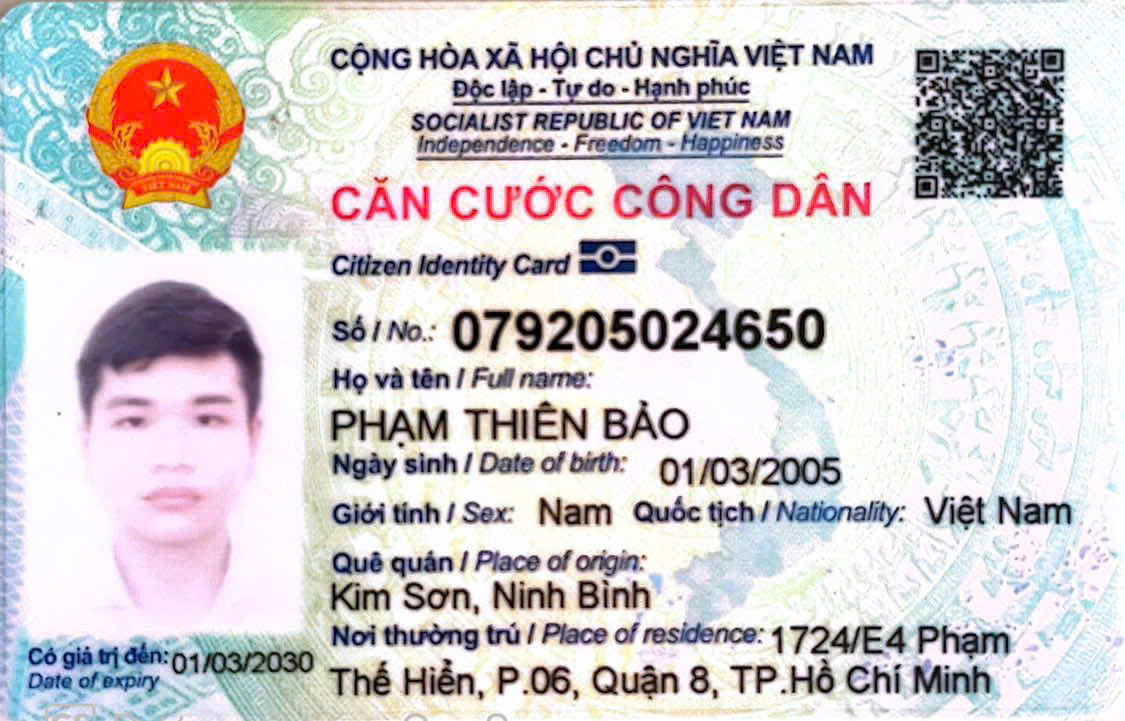 CỘNG HÒA XÃ HỘI CHỦ NGHĨA VIỆT NAM
Độc lập - Tự do - Hạnh phúc
SOCIALIST REPUBLIC OF VIET NAM
Independence - Freedom - Happiness
CĂN CƯỚC CÔNG DÂN
Citizen Identity Card
Số / No.: 079205024650
Họ và tên / Full name:
PHẠM THIÊN BẢO
Ngày sinh / Date of birth: 01/03/2005
Giới tính / Sex: Nam Quốc tịch / Nationality: Việt Nam
Quê quán / Place of origin:
Kim Sơn, Ninh Bình
Nơi thường trú / Place of residence: 1724/E4 Phạm
Thế Hiển, P.06, Quận 8, TP.Hồ Chí Minh
Có giá trị đến: 01/03/2030
Date of expiry
VIỆT NAM